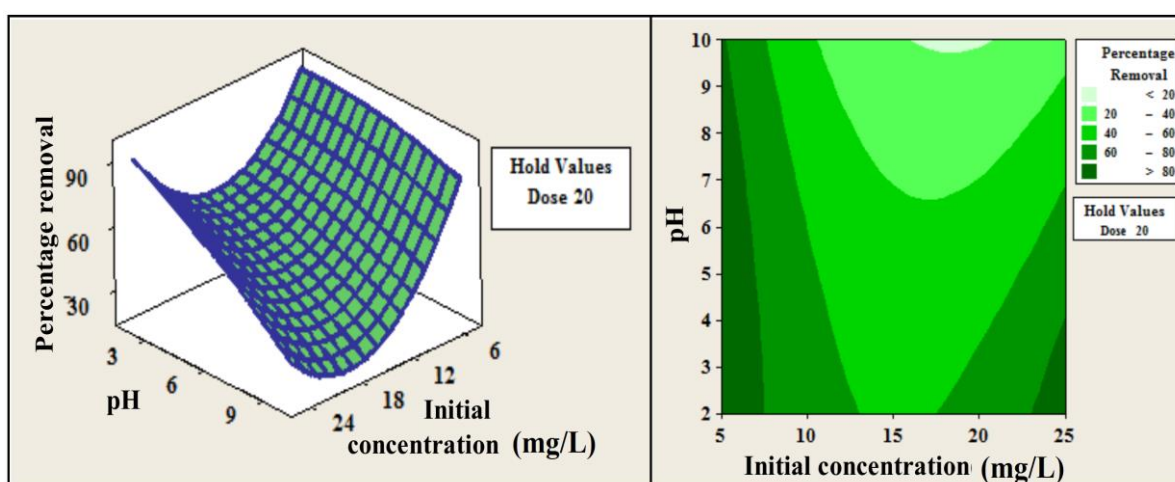 Percentage removal
90
60
30
3
6
9
pH
24
18
12
6
Initial
concentration (mg/L)
Hold Values
Dose 20
pH
10
9
8
7
6
5
4
3
2
5
10
15
20
25
Initial concentration (mg/L)
Percentage
Removal
< 20
20 – 40
40 – 60
60 – 80
> 80
Hold Values
Dose 20